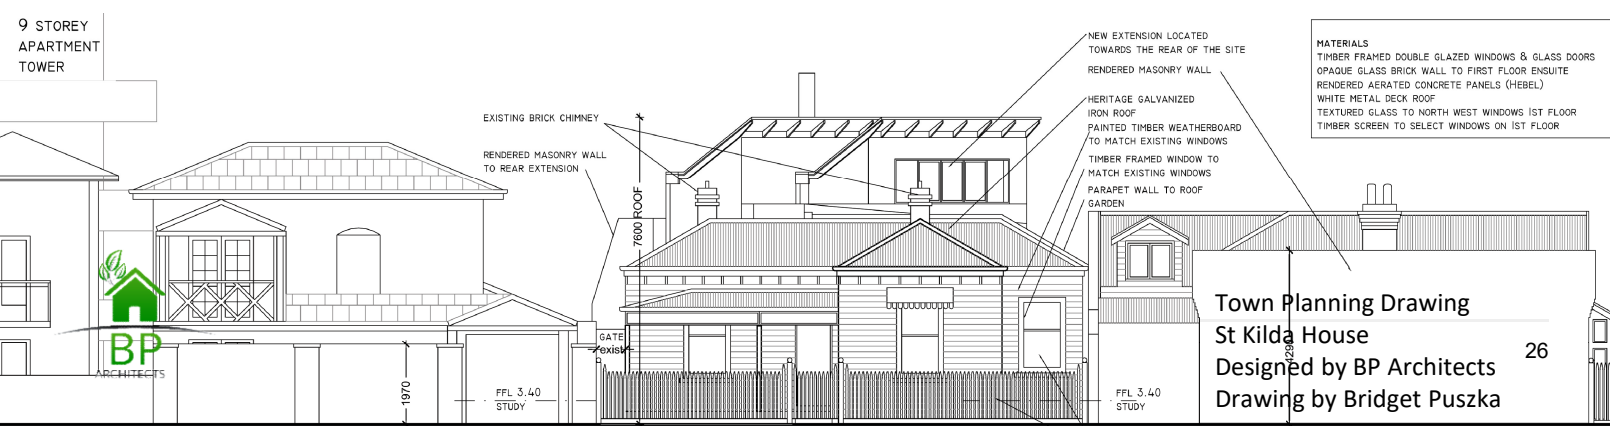 9 STOREY
APARTMENT
TOWER
BP
ARCHITECTS
EXISTING BRICK CHIMNEY
RENDERED MASONRY WALL
TO REAR EXTENSION
7600 ROOF
GATE
exist
1970
FFL 3.40
STUDY
NEW EXTENSION LOCATED
TOWARDS THE REAR OF THE SITE
RENDERED MASONRY WALL
HERITAGE GALVANIZED
IRON ROOF
PAINTED TIMBER WEATHERBOARD
TO MATCH EXISTING WINDOWS
TIMBER FRAMED WINDOW TO
MATCH EXISTING WINDOWS
PARAPET WALL TO ROOF
GARDEN
FFL 3.40
STUDY
MATERIALS
TIMBER FRAMED DOUBLE GLAZED WINDOWS & GLASS DOORS
OPAQUE GLASS BRICK WALL TO FIRST FLOOR ENSUITE
RENDERED AERATED CONCRETE PANELS (HEBEL)
WHITE METAL DECK ROOF
TEXTURED GLASS TO NORTH WEST WINDOWS 1ST FLOOR
TIMBER SCREEN TO SELECT WINDOWS ON 1ST FLOOR
Town Planning Drawing
St Kilda House
Designed by BP Architects
Drawing by Bridget Puszka
26